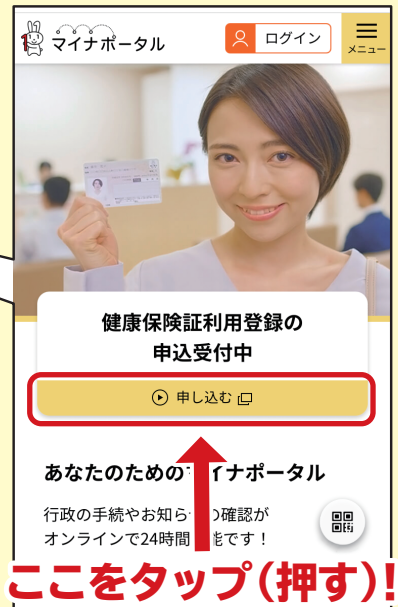 マイナポータル
ログイン
メニュー
健康保険証利用登録の
申込受付中
申し込む
あなたのための イナポータル
行政の手続やお知ら の確認が
オンラインで24時間 能です！
ここをタップ（押す）！